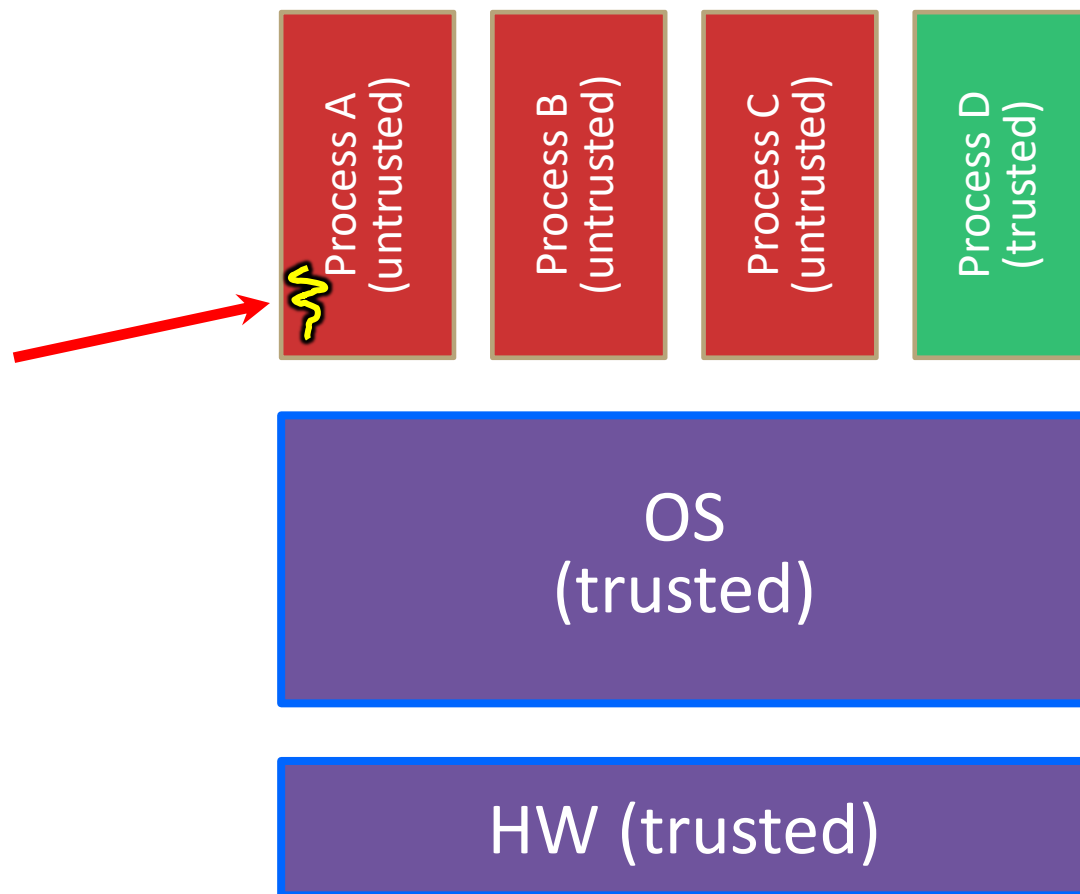 Process A
(untrusted)
Process B
(untrusted)
Process C
(untrusted)
Process D
(trusted)
OS
(trusted)
HW (trusted)